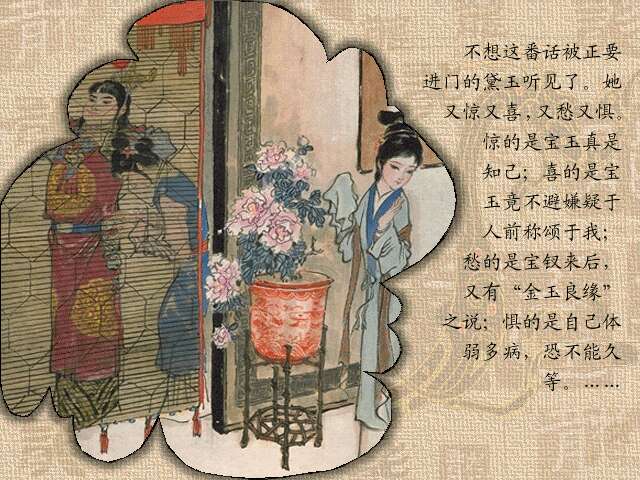 不想这番话被正要
进门的黛玉听见了。她
又惊又喜,又愁又惧。
惊的是宝玉真是
知己；喜的是宝
玉竟不避嫌疑于
人前称颂于我；
愁的是宝钗来后，
又有“金玉良缘”
之说；惧的是自己体
弱多病，恐不能久
等。……